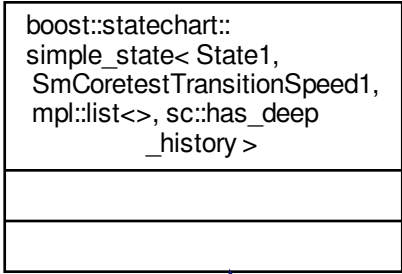 boost::statechart::
simple_state< State1,
SmCoretestTransitionSpeed1,
mpl::list<>, sc::has_deep
_history >